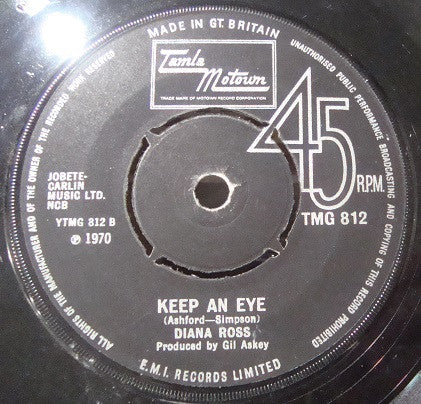 MADE IN GT. BRITAIN
Tamla
Motown
TRADE MARK OF MOTOWN RECORD CORPORATION
45
R.P.M.
TMG 812
JOBETE-
CARLIN
MUSIC LTD.
NCB
YTMG 812 B
℗ 1970
KEEP AN EYE
(Ashford—Simpson)
DIANA ROSS
Produced by Gil Askey
E.M.I. RECORDS LIMITED
ALL RIGHTS OF THE MANUFACTURER AND OF THE OWNER OF THE RECORDED WORK RESERVED
UNAUTHORISED PUBLIC PERFORMANCE BROADCASTING AND COPYING OF THIS RECORD PROHIBITED